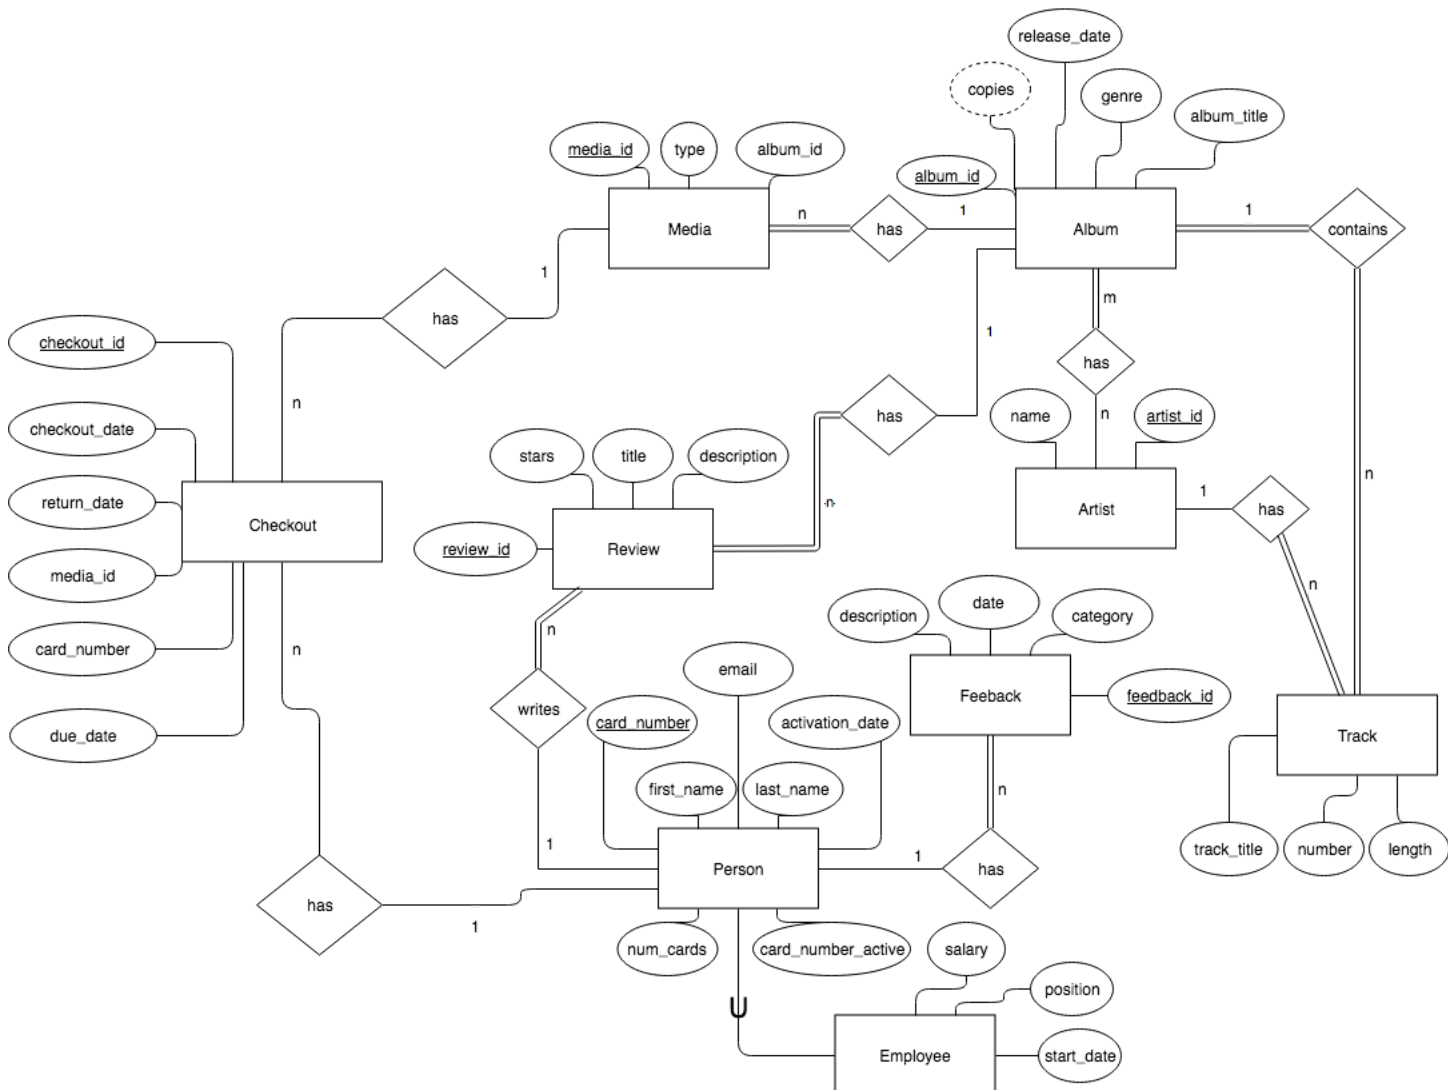 release_date
copies
genre
album_title
media_id
type
album_id
album_id
n
has
1
Media
Album
1
contains
1
has
m
1
has
n
checkout_id
n
checkout_date
return_date
Checkout
media_id
card_number
n
due_date
has
name
artist_id
n
Artist
1
has
n
n
stars
title
description
review_id
Review
n
n
writes
1
description
date
category
Feeback
feedback_id
email
card_number
activation_date
first_name
last_name
Person
1
has
n
Track
track_title
number
length
has
1
num_cards
card_number_active
U
salary
position
Employee
start_date